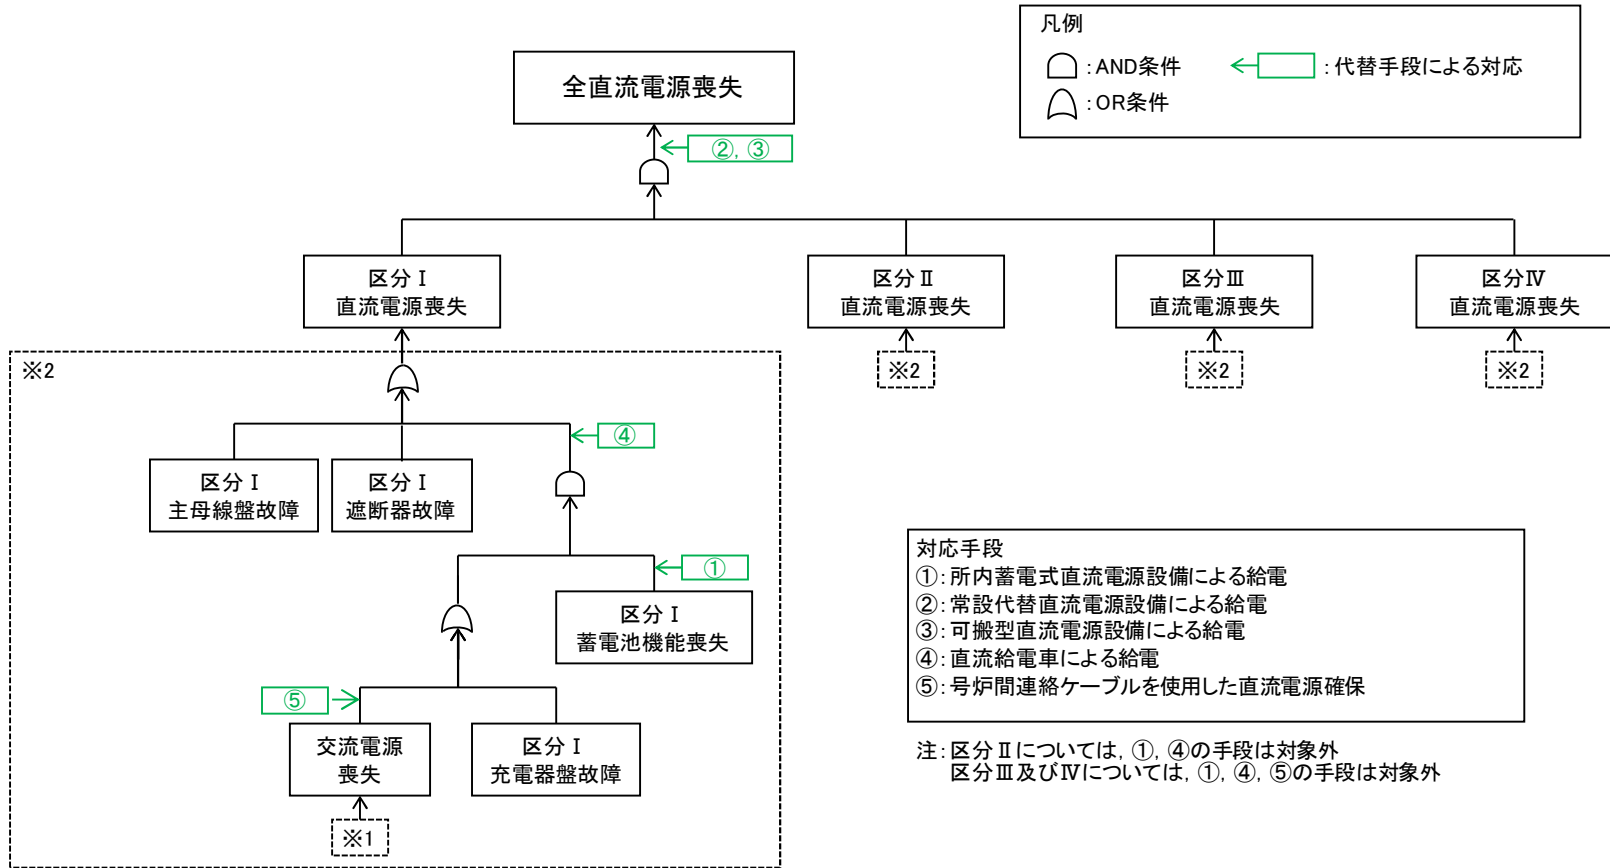 凡例
:AND条件
:代替手段による対応
:OR条件
全直流電源喪失
②, ③
区分Ⅰ
直流電源喪失
区分Ⅱ
直流電源喪失
区分Ⅲ
直流電源喪失
区分Ⅳ
直流電源喪失
※2
※2
※2
※2
④
区分Ⅰ
主母線盤故障
区分Ⅰ
遮断器故障
①
区分Ⅰ
蓄電池機能喪失
⑤
交流電源
喪失
区分Ⅰ
充電器盤故障
※1
対応手段
①:所内蓄電式直流電源設備による給電
②:常設代替直流電源設備による給電
③:可搬型直流電源設備による給電
④:直流給電車による給電
⑤:号炉間連絡ケーブルを使用した直流電源確保
注:区分Ⅱについては, ①, ④の手段は対象外
区分Ⅲ及びⅣについては, ①, ④, ⑤の手段は対象外